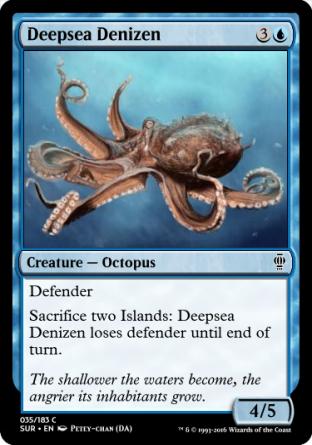 Deepsea Denizen 3
Creature — Octopus
Defender
Sacrifice two Islands: Deepsea
Denizen loses defender until end
of turn.
The shallower the waters become, the
angrier its inhabitants grow.
4/5
035/183 C
SUR • EN Petey-chan (DA)
™ & © 1993-2016 Wizards of the Coast